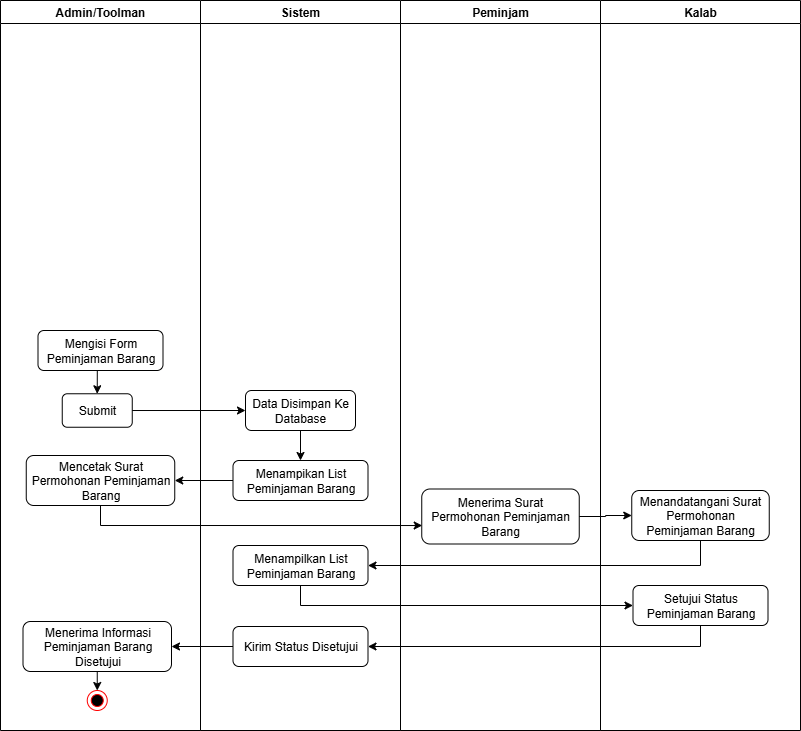 Admin/Toolman
Sistem
Peminjam
Kalab
Mengisi Form
Peminjaman Barang
Submit
Data Disimpan Ke
Database
Menampikan List
Peminjaman Barang
Mencetak Surat
Permohonan Peminjaman
Barang
Menerima Surat
Permohonan Peminjaman
Barang
Menandatangani Surat
Permohonan
Peminjaman Barang
Menampilkan List
Peminjaman Barang
Setujui Status
Peminjaman Barang
Kirim Status Disetujui
Menerima Informasi
Peminjaman Barang
Disetujui